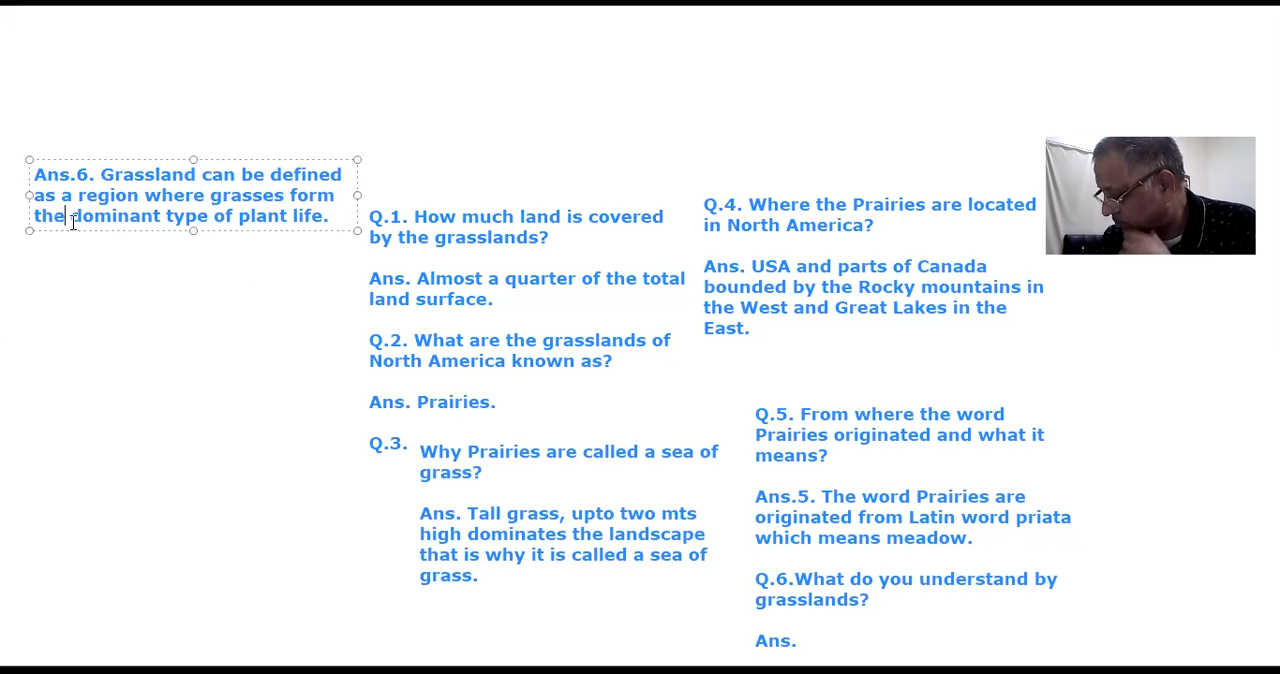 Ans.6. Grassland can be defined
as a region where grasses form
the dominant type of plant life.
Q.1. How much land is covered
by the grasslands?
Ans. Almost a quarter of the total
land surface.
Q.2. What are the grasslands of
North America known as?
Ans. Prairies.
Q.3.
Why Prairies are called a sea of
grass?
Ans. Tall grass, upto two mts
high dominates the landscape
that is why it is called a sea of
grass.
Q.4. Where the Prairies are located
in North America?
Ans. USA and parts of Canada
bounded by the Rocky mountains in
the West and Great Lakes in the
East.
Q.5. From where the word
Prairies originated and what it
means?
Ans.5. The word Prairies are
originated from Latin word priata
which means meadow.
Q.6.What do you understand by
grasslands?
Ans.